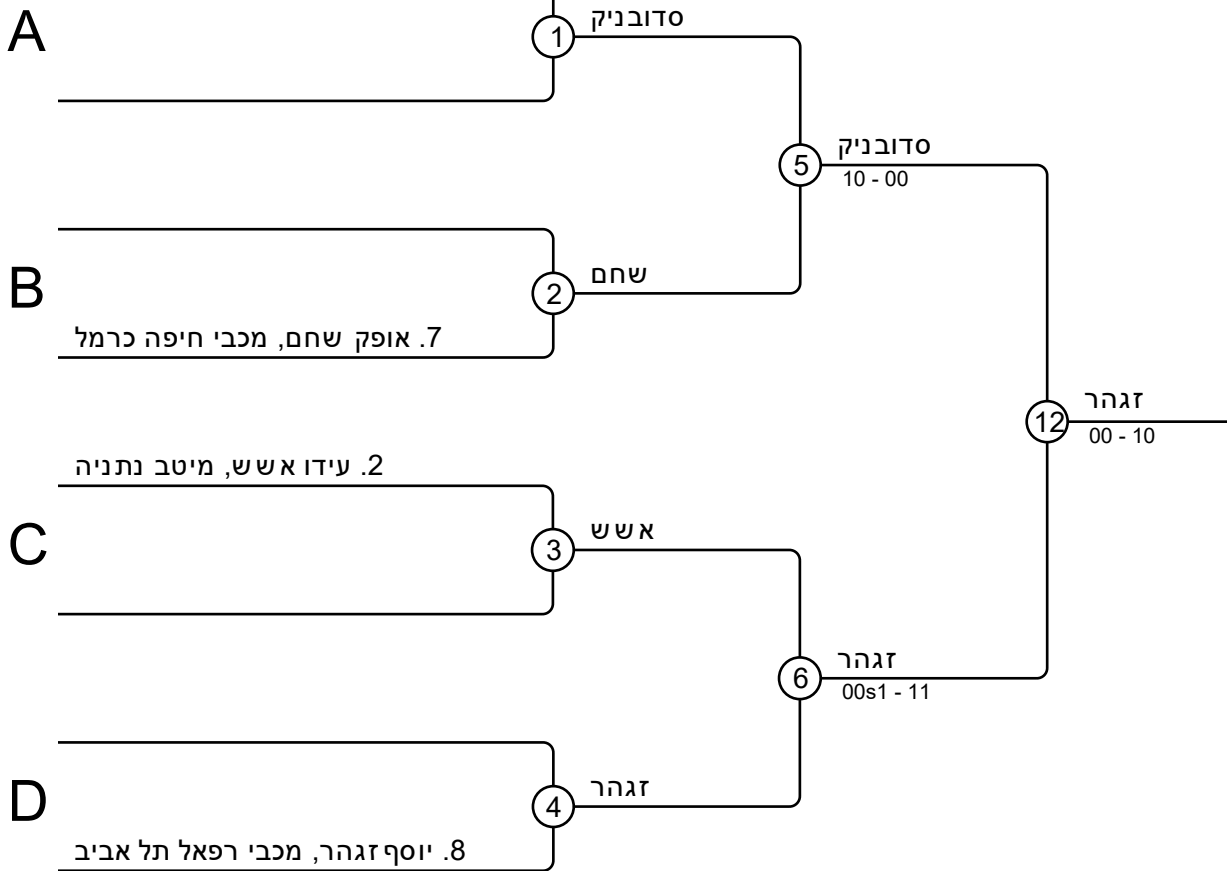 A
1
סדובניק
5
סדובניק
10 - 00
B
2
שחם
7. אופק שחם, מכבי חיפה כרמל
12
זגהר
00 - 10
2. עידו אשש, מיטב נתניה
C
3
אשש
6
זגהר
00s1 - 11
D
4
זגהר
8. יוסף זגהר, מכבי רפאל תל אביב